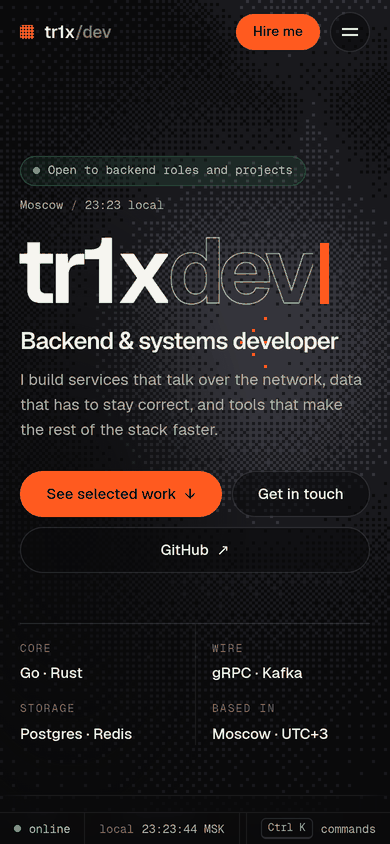 tr1x/dev
Hire me
Open to backend roles and projects
Moscow / 23:23 local
tr1xdev
Backend & systems developer
I build services that talk over the network, data
that has to stay correct, and tools that make
the rest of the stack faster.
See selected work ↓
Get in touch
GitHub ↗
CORE
Go · Rust
WIRE
gRPC · Kafka
STORAGE
Postgres · Redis
BASED IN
Moscow · UTC+3
online
local 23:23:44 MSK
Ctrl K commands